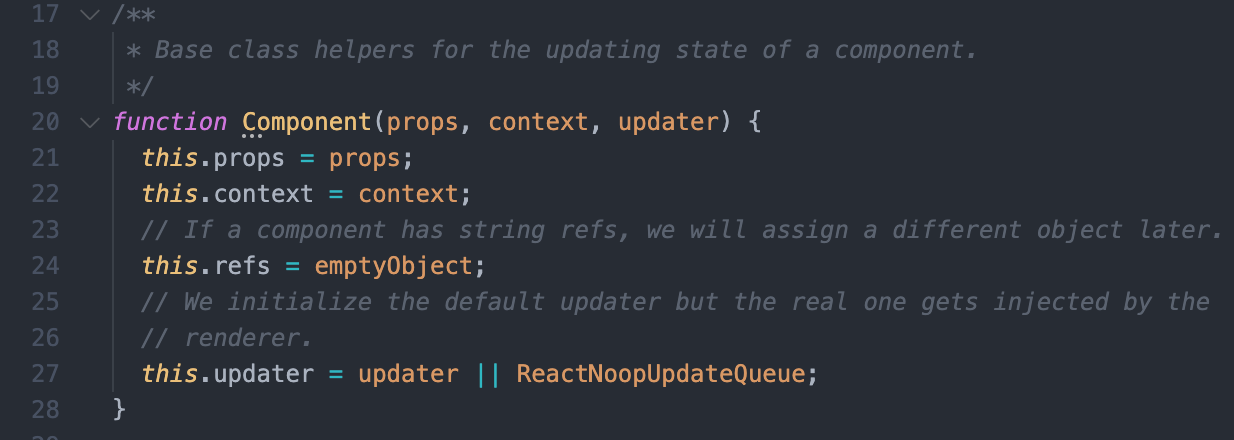 17 /**
18 * Base class helpers for the updating state of a component.
19 */
20 function Component(props, context, updater) {
21 this.props = props;
22 this.context = context;
23 // If a component has string refs, we will assign a different object later.
24 this.refs = emptyObject;
25 // We initialize the default updater but the real one gets injected by the
26 // renderer.
27 this.updater = updater || ReactNoopUpdateQueue;
28 }